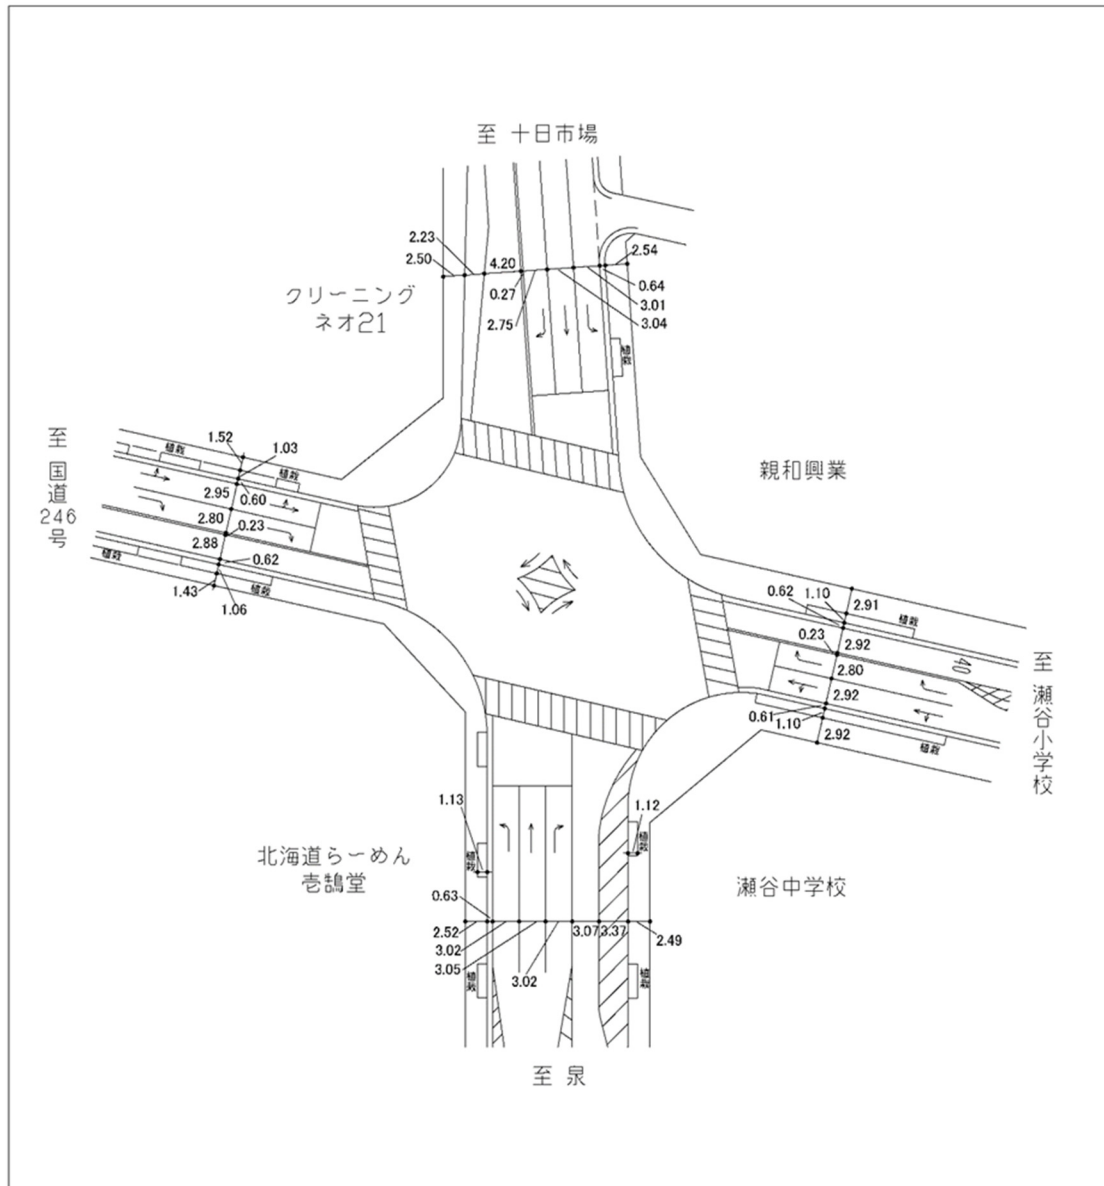 至 十日市場
2.23
2.50
4.20
0.27
2.75
2.54
0.64
3.01
3.04
クリーニング
ネオ21
植栽
至 国道246号
1.52
1.03
植栽
植栽
2.95
0.60
2.80
0.23
2.88
0.62
植栽
1.43
1.06
植栽
親和興業
0.62
1.10
2.91
植栽
0.23
2.92
2.80
2.92
40
0.61
1.10
2.92
植栽
至 瀬谷小学校
1.13
植栽
1.12
植栽
北海道らーめん
壱鵠堂
瀬谷中学校
0.63
2.52
3.02
3.05
3.02
3.07
3.37
2.49
植栽
植栽
至 泉